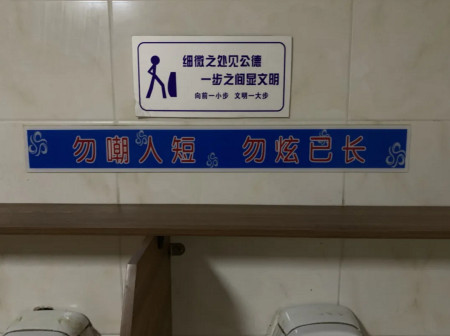 细微之处见公德
一步之间显文明
向前一小步 文明一大步
勿嘲人短 勿炫已长